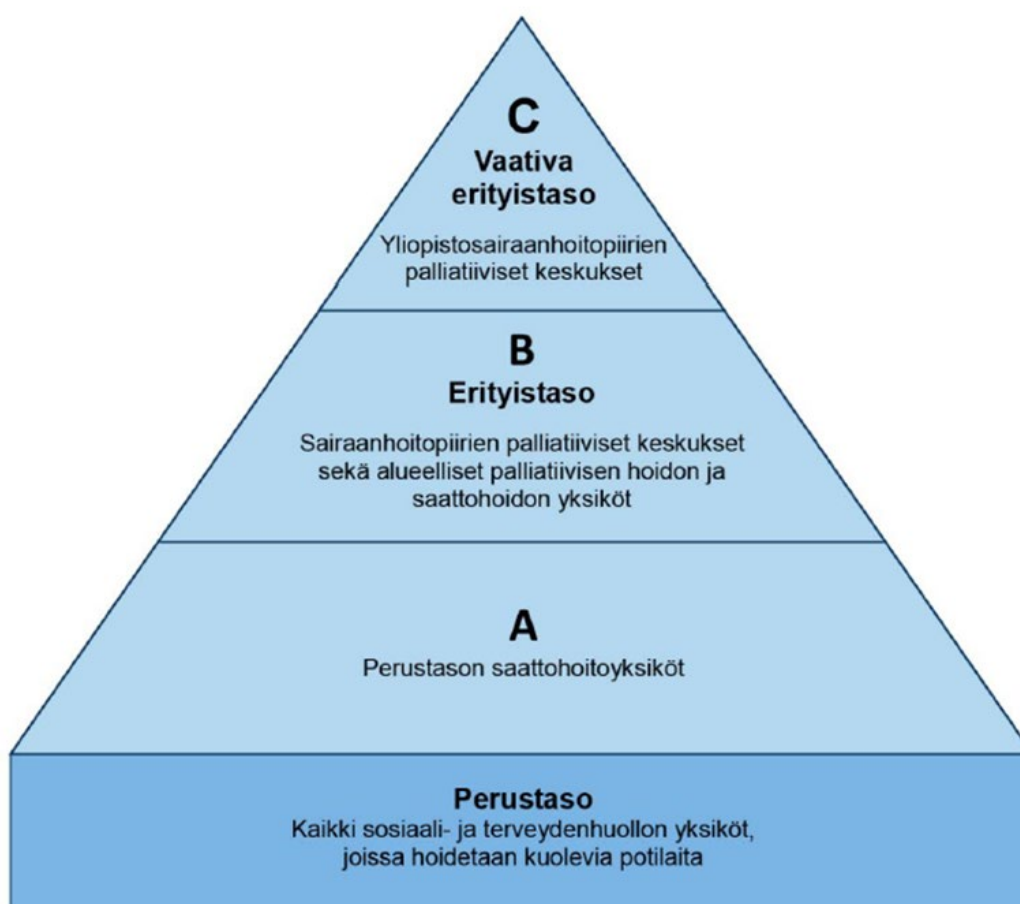 C
Vaativa
erityistaso
Yliopistosairaanhoitopiirien
palliatiiviset keskukset
B
Erityistaso
Sairaanhoitopiirien palliatiiviset keskukset
sekä alueelliset palliatiivisen hoidon ja
saattohoidon yksiköt
A
Perustason saattohoitoyksiköt
Perustaso
Kaikki sosiaali- ja terveydenhuollon yksiköt,
joissa hoidetaan kuolevia potilaita